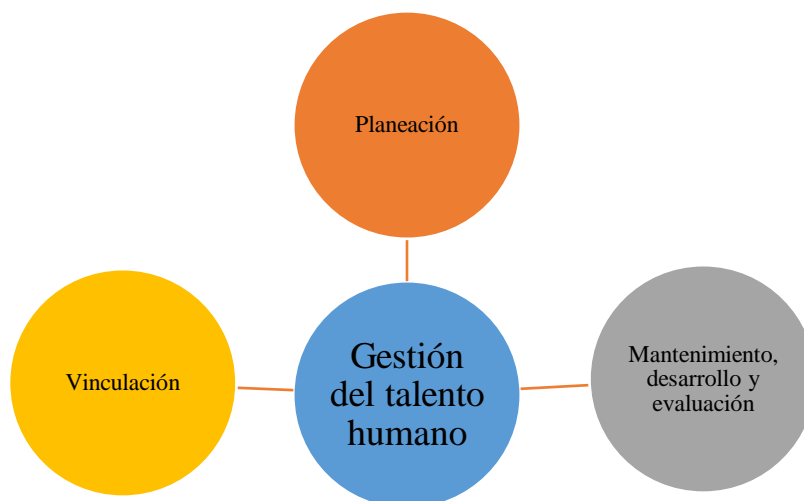 Planeación
Vinculación
Gestión
del talento
humano
Mantenimiento,
desarrollo y
evaluación